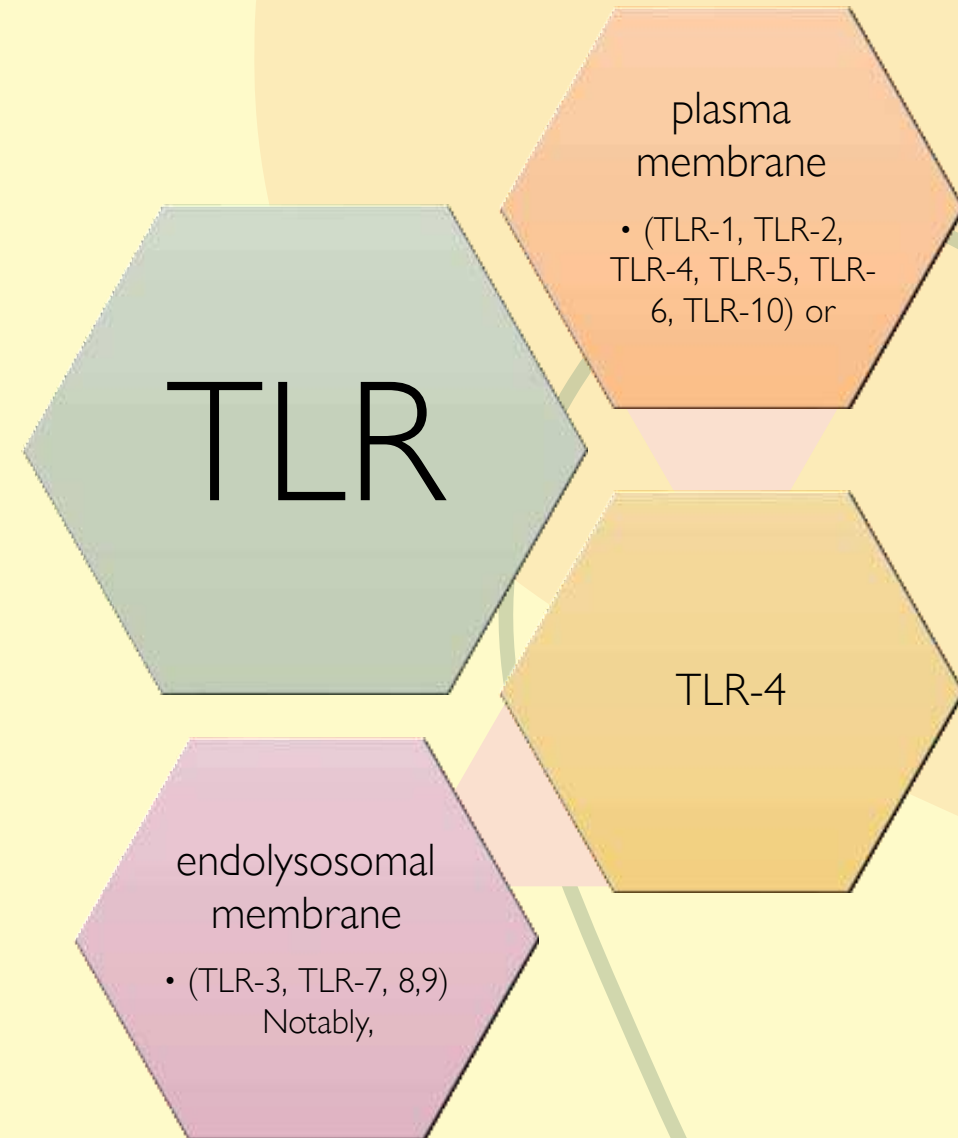 TLR
plasma
membrane
• (TLR-1, TLR-2,
TLR-4, TLR-5, TLR-
6, TLR-10) or
TLR-4
endolysosomal
membrane
• (TLR-3, TLR-7, 8,9)
Notably,